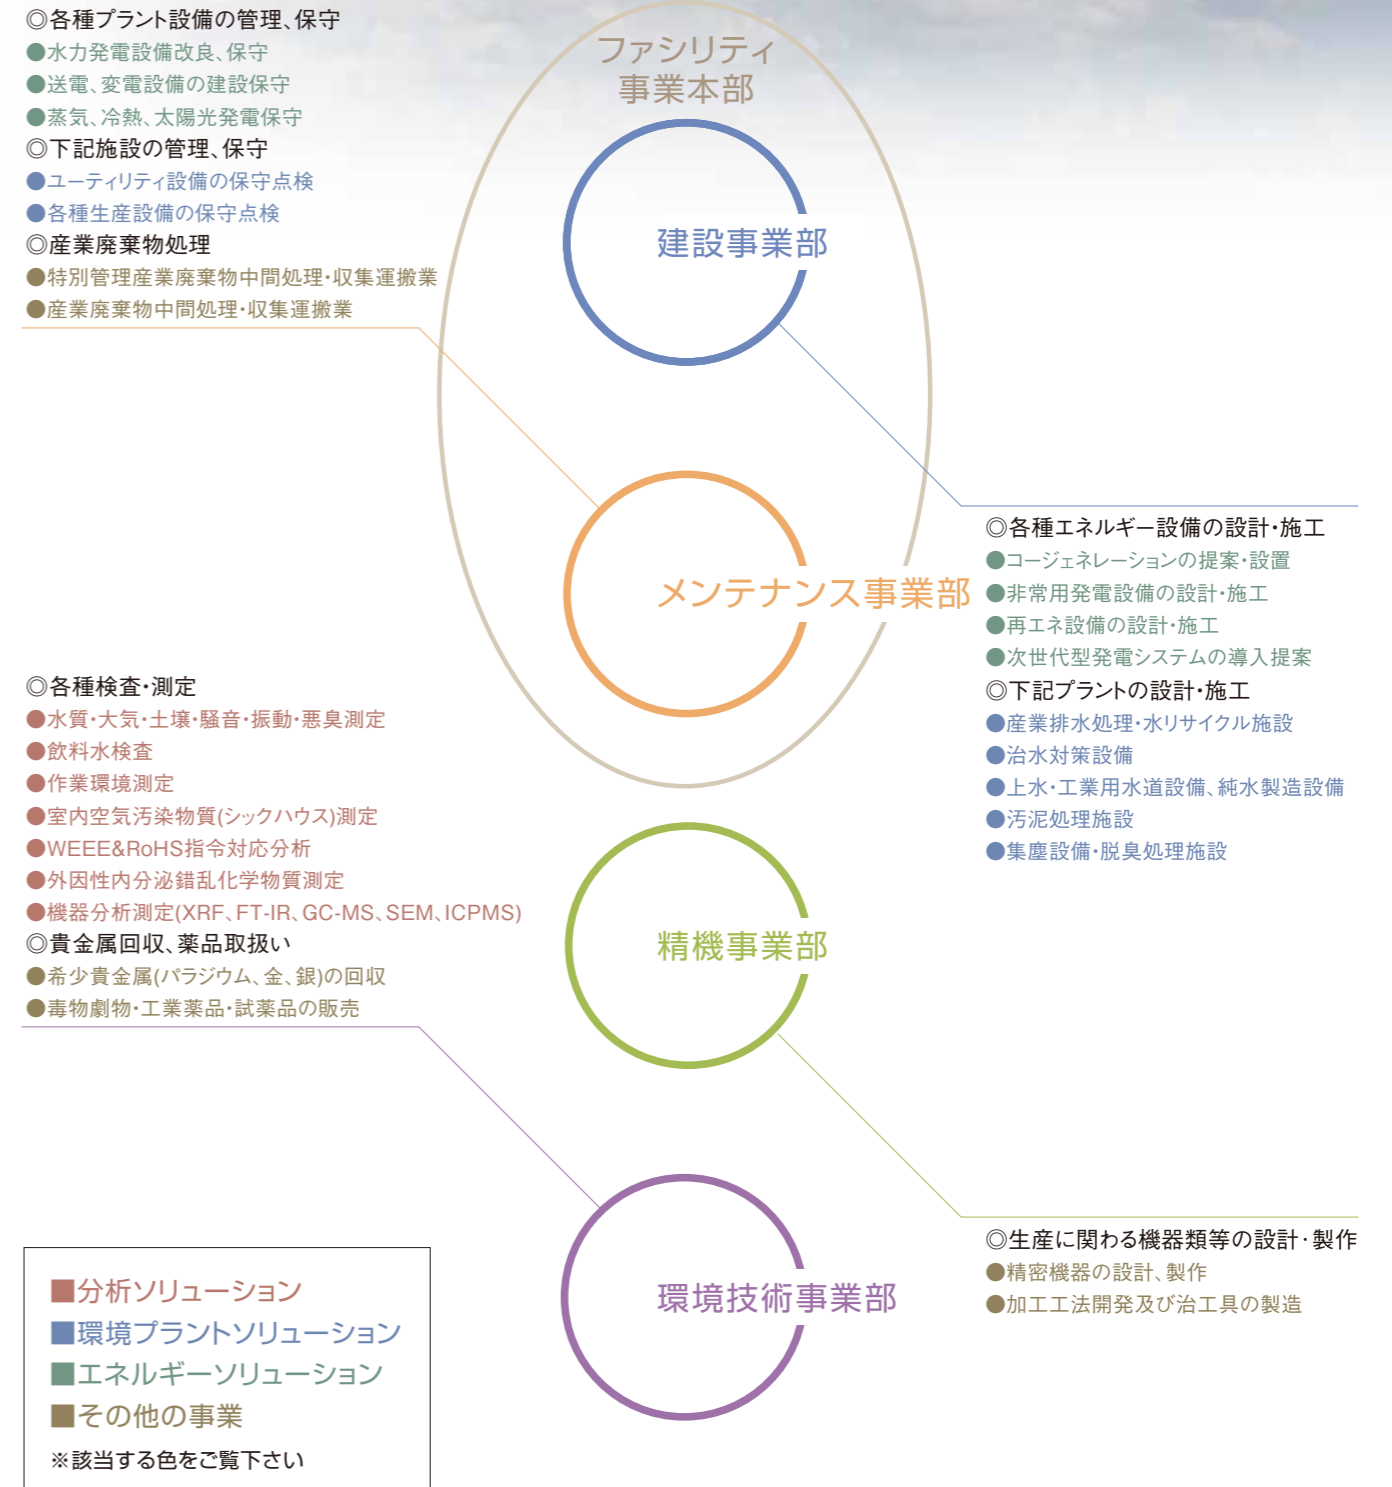 ◎各種プラント設備の管理、保守
●水力発電設備改良、保守
●送電、変電設備の建設保守
●蒸気、冷熱、太陽光発電保守
◎下記施設の管理、保守
●ユーティリティ設備の保守点検
●各種生産設備の保守点検
◎産業廃棄物処理
●特別管理産業廃棄物中間処理・収集運搬業
●産業廃棄物中間処理・収集運搬業
ファシリティ
事業本部
建設事業部
メンテナンス事業部
◎各種エネルギー設備の設計・施工
●コージェネレーションの提案・設置
●非常用発電設備の設計・施工
●再エネ設備の設計・施工
●次世代型発電システムの導入提案
◎下記プラントの設計・施工
●産業排水処理・水リサイクル施設
●治水対策設備
●上水・工業用水道設備、純水製造設備
●汚泥処理施設
●集塵設備・脱臭処理施設
◎各種検査・測定
●水質・大気・土壌・騒音・振動・悪臭測定
●飲料水検査
●作業環境測定
●室内空気汚染物質(シックハウス)測定
●WEEE&RoHS指令対応分析
●外因性内分泌錯乱化学物質測定
●機器分析測定(XRF、FT-IR、GC-MS、SEM、ICPMS)
◎貴金属回収、薬品取扱い
●希少貴金属(パラジウム、金、銀)の回収
●毒物劇物・工業薬品・試薬品の販売
精機事業部
環境技術事業部
◎生産に関わる機器類等の設計・製作
●精密機器の設計、製作
●加工工法開発及び治工具の製造
■分析ソリューション
■環境プラントソリューション
■エネルギーソリューション
■その他の事業
※該当する色をご覧下さい